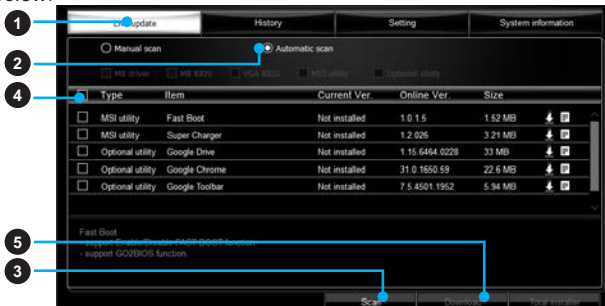 below.
1
Live update History Setting System information
2
Manual scan Automatic scan
MB driver MB BIOS VGA BIOS MSI utility Optional utility
4
Type Item Current Ver. Online Ver. Size
MSI utility Fast Boot Not installed 1.0.1.5 1.52 MB
MSI utility Super Charger Not installed 1.2.026 3.21 MB
Optional utility Google Drive Not installed 1.15.6464.0228 33 MB
Optional utility Google Chrome Not installed 31.0.1650.59 22.6 MB
Optional utility Google Toolbar Not installed 7.5.4501.1952 5.94 MB
Fast Boot
- support Enable/Disable FAST BOOT function.
5
- support GO2BIOS function.
3
Scan Download Total Installer